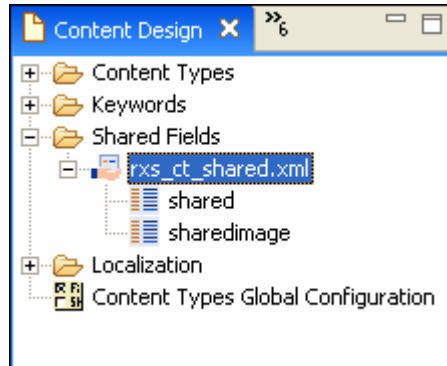 Content Design »6
Content Types
Keywords
Shared Fields
rxs_ct_shared.xml
shared
sharedimage
Localization
Content Types Global Configuration